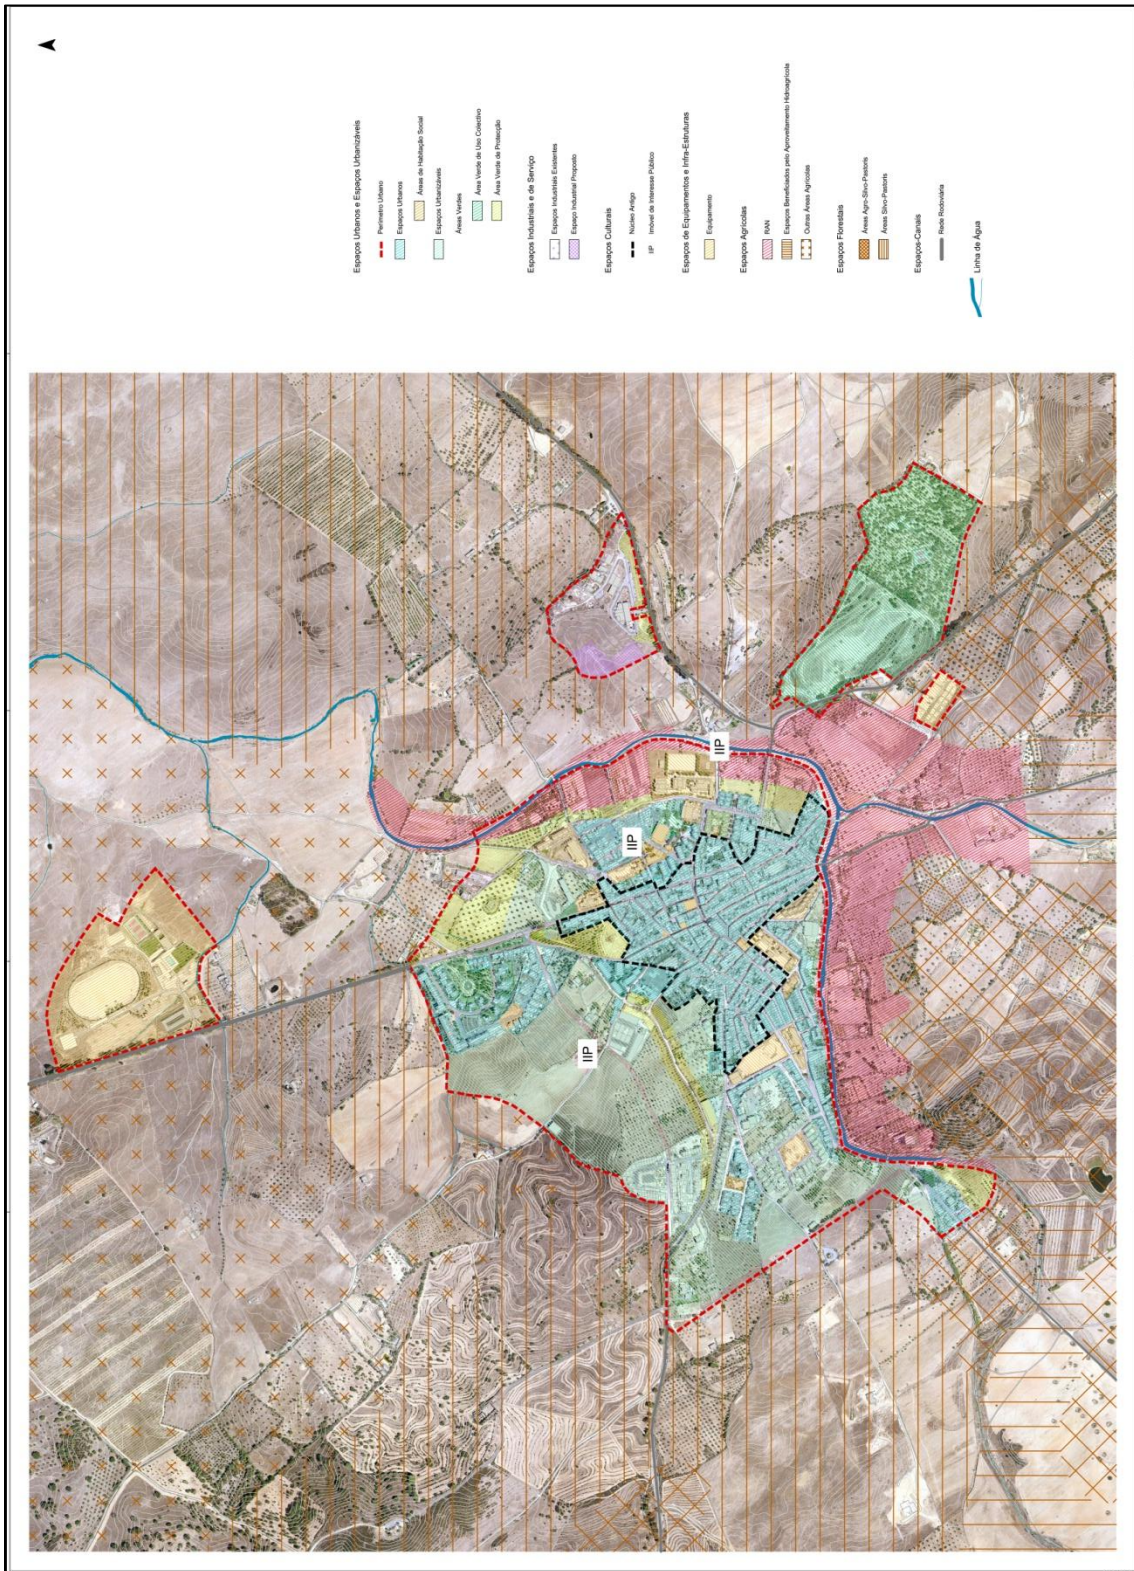 Espaços Urbanos e Espaços Urbanizáveis
Perímetro Urbano
Espaços Urbanos
Áreas de Habitação Social
Espaços Urbanizáveis
Áreas Verdes
Área Verde de Uso Colectivo
Área Verde de Protecção
Espaços Industriais e de Serviço
Espaços Industriais Existentes
Espaço Industrial Proposto
Espaços Culturais
Núcleo Antigo
IIP Imóvel de Interesse Público
Espaços de Equipamentos e Infra-Estruturas
Equipamento
Espaços Agrícolas
RAN
Espaços Beneficiados pelo Aproveitamento Hidroagrícola
Outras Áreas Agrícolas
Espaços Florestais
Áreas Agro-Silvo-Pastoris
Áreas Silvo-Pastoris
Espaços-Canais
Rede Rodoviária
Linha de Água
IIP
IIP
IIP